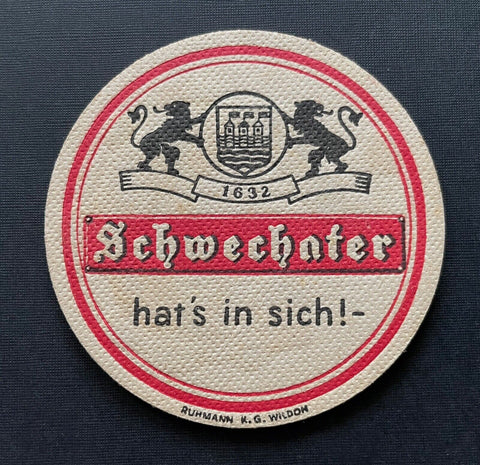 1632
Schwechater
hat's in sich!-
RUHMANN K.G. WILDON